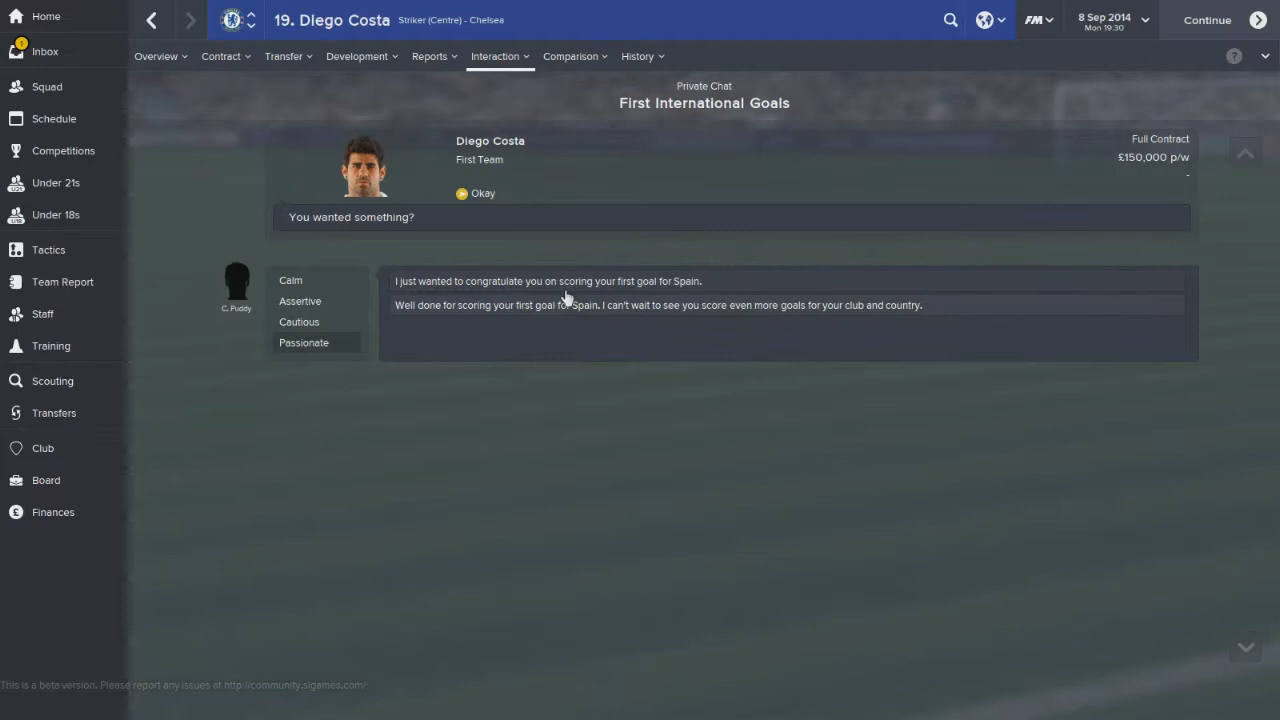 Home
19. Diego Costa
Striker (Centre) - Chelsea
FM
8 Sep 2014
Mon 19:30
Continue
1
Inbox
Overview
Contract
Transfer
Development
Reports
Interaction
Comparison
History
?
Squad
Schedule
Competitions
Under 21s
Under 18s
Tactics
Team Report
Staff
Training
Scouting
Transfers
Club
Board
Finances
Private Chat
First International Goals
Diego Costa
First Team
Okay
Full Contract
£150,000 p/w
-
You wanted something?
C. Puddy
Calm
Assertive
Cautious
Passionate
I just wanted to congratulate you on scoring your first goal for Spain.
Well done for scoring your first goal for Spain. I can't wait to see you score even more goals for your club and country.
This is a beta version. Please report any issues at http://community.sigames.com/